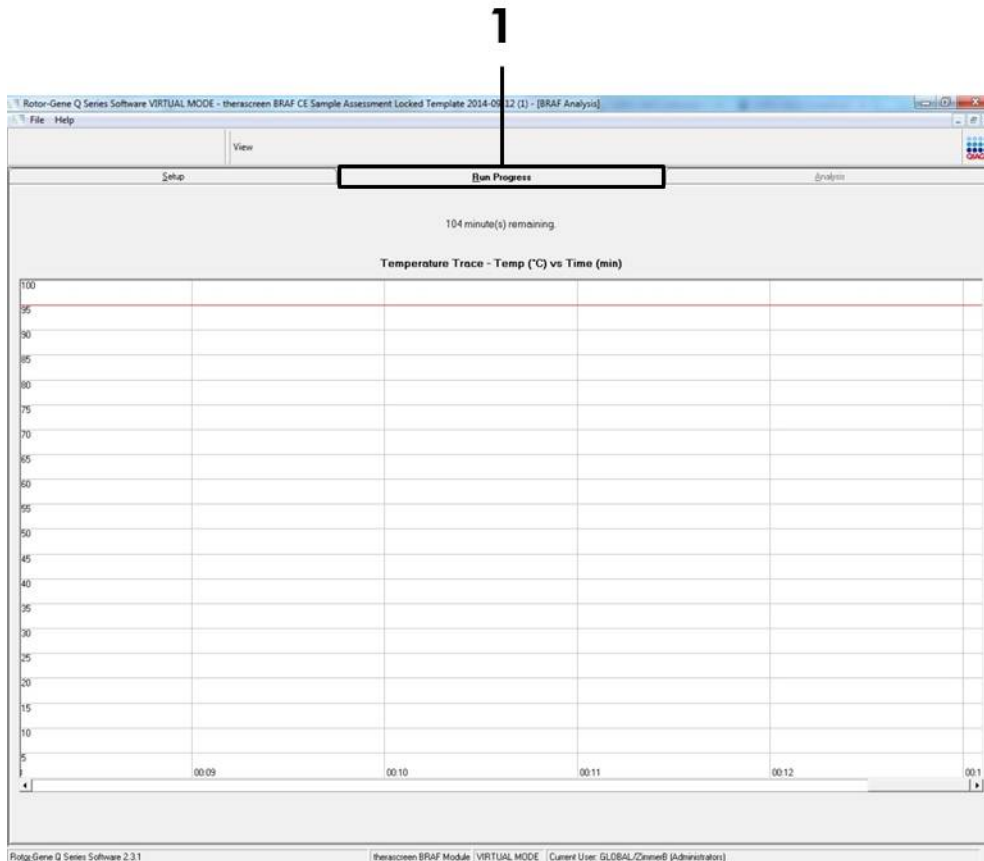 1
Rotor-Gene Q Series Software VIRTUAL MODE - therascreen BRAF CE Sample Assessment Locked Template 2014-09-12 (1) - [BRAF Analysis]
File Help
View
QIAG
Setup Run Progress Analysis
104 minute(s) remaining.
Temperature Trace - Temp (°C) vs Time (min)
100
95
90
85
80
75
70
65
60
55
50
45
40
35
30
25
20
15
10
5
00:09 00:10 00:11 00:12 00:1
Rotor-Gene Q Series Software 2.3.1 therascreen BRAF Module VIRTUAL MODE Current User: GLOBAL/ZimmerB (Administrators)